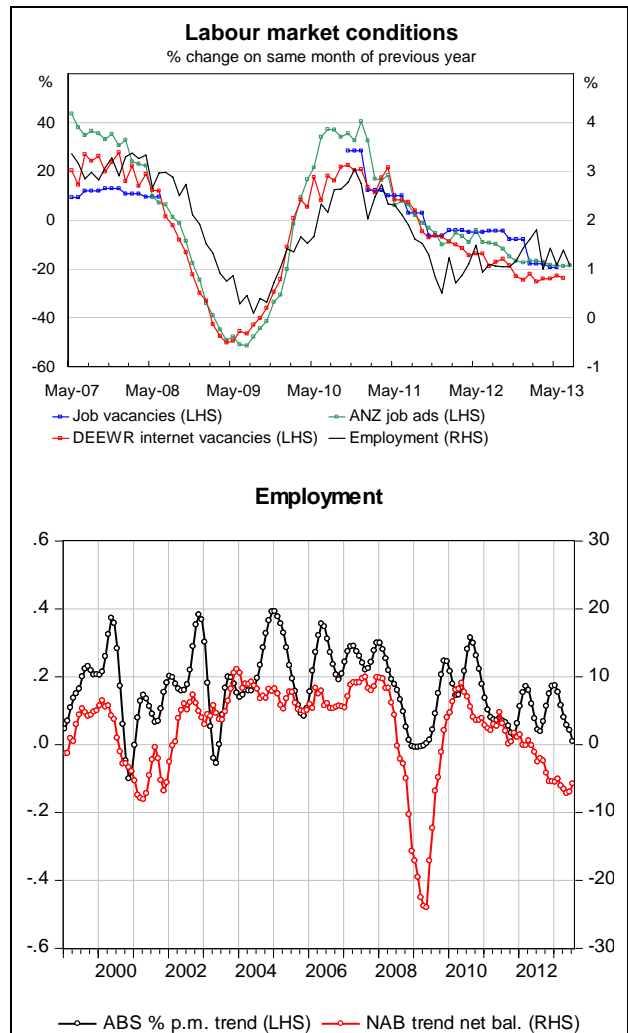 Labour market conditions
% change on same month of previous year
% %
40 4
20 3
0 2
-20 1
-40 0
-60 -1
May-07 May-08 May-09 May-10 May-11 May-12 May-13
Job vacancies (LHS) ANZ job ads (LHS)
DEEWR internet vacancies (LHS) Employment (RHS)
Employment
.6 30
.4 20
.2 10
.0 0
-.2 -10
-.4 -20
-.6 -30
2000 2002 2004 2006 2008 2010 2012
ABS % p.m. trend (LHS) NAB trend net bal. (RHS)